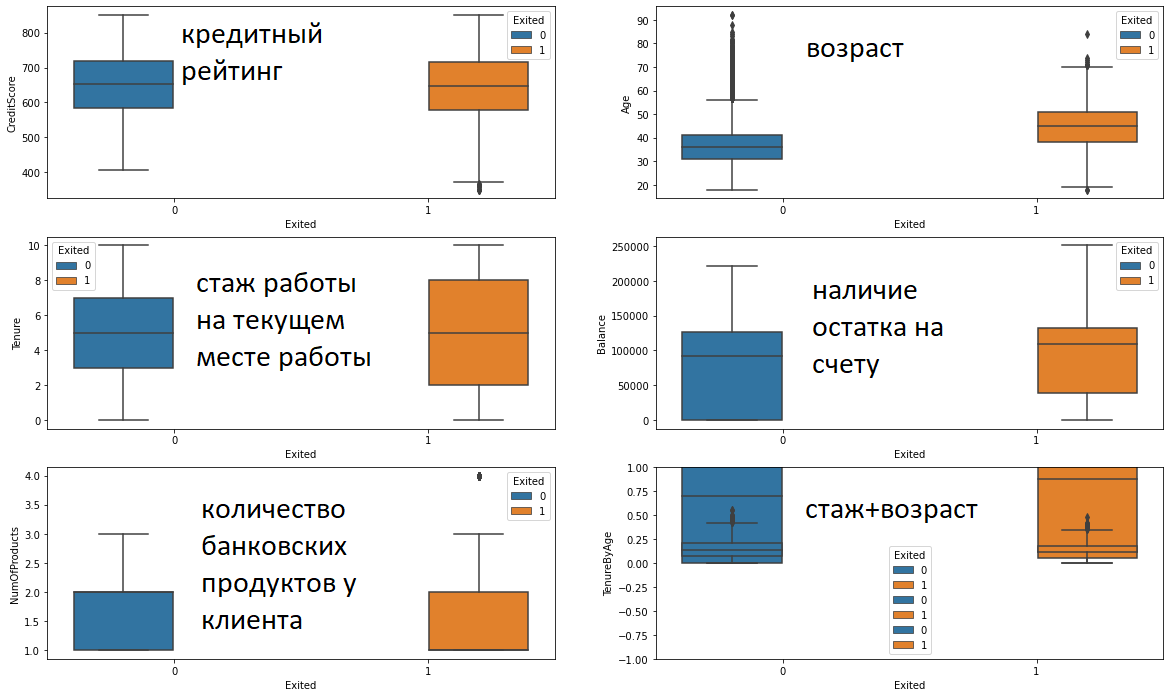 800
700
600
500
400
CreditScore
кредитный
рейтинг
Exited
0
1
0
1
Exited
90
80
70
60
50
40
30
20
Age
возраст
Exited
0
1
0
1
Exited
10
8
6
4
2
0
Tenure
Exited
0
1
стаж работы
на текущем
месте работы
0
1
Exited
250000
200000
150000
100000
50000
0
Balance
наличие
остатка на
счету
Exited
0
1
0
1
Exited
4.0
3.5
3.0
2.5
2.0
1.5
1.0
NumOfProducts
количество
банковских
продуктов у
клиента
Exited
0
1
0
1
Exited
1.00
0.75
0.50
0.25
0.00
−0.25
−0.50
−0.75
−1.00
TenureByAge
стаж+возраст
Exited
0
1
0
1
0
1
0
1
Exited